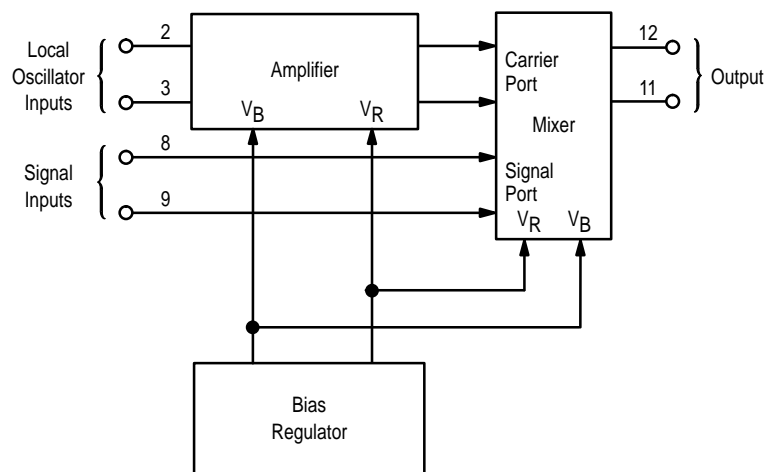 Local
Oscillator
Inputs
2
3
Amplifier
VB
VR
Carrier
Port
Mixer
12
11
Output
Signal
Inputs
8
9
Signal
Port
VR
VB
Bias
Regulator